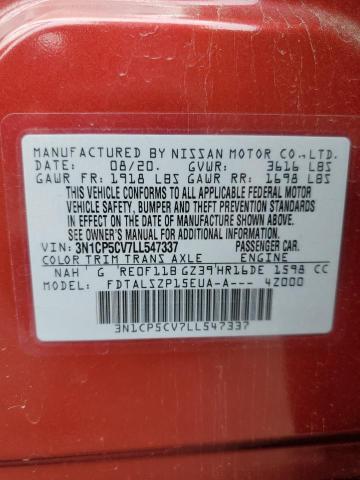 MANUFACTURED BY NISSAN MOTOR CO., LTD.
DATE: 08/20. GVWR: 3616 LBS
GAWR FR: 1918 LBS GAWR RR: 1698 LBS
THIS VEHICLE CONFORMS TO ALL APPLICABLE FEDERAL MOTOR
VEHICLE SAFETY, BUMPER AND THEFT PREVENTION STANDARDS
IN EFFECT ON THE DATE OF MANUFACTURE SHOWN ABOVE.
SEE OWNER'S MANUAL FOR ADDITIONAL INFORMATION.
VIN: 3N1CP5CV7LL547337 PASSENGER CAR
COLOR TRIM TRANS AXLE ENGINE
NAH G RE0F11B GZ39 HR16DE 1598 CC
MODEL: FDTALSZP15EUA-A--- 4Z000
3N1CP5CV7LL547337